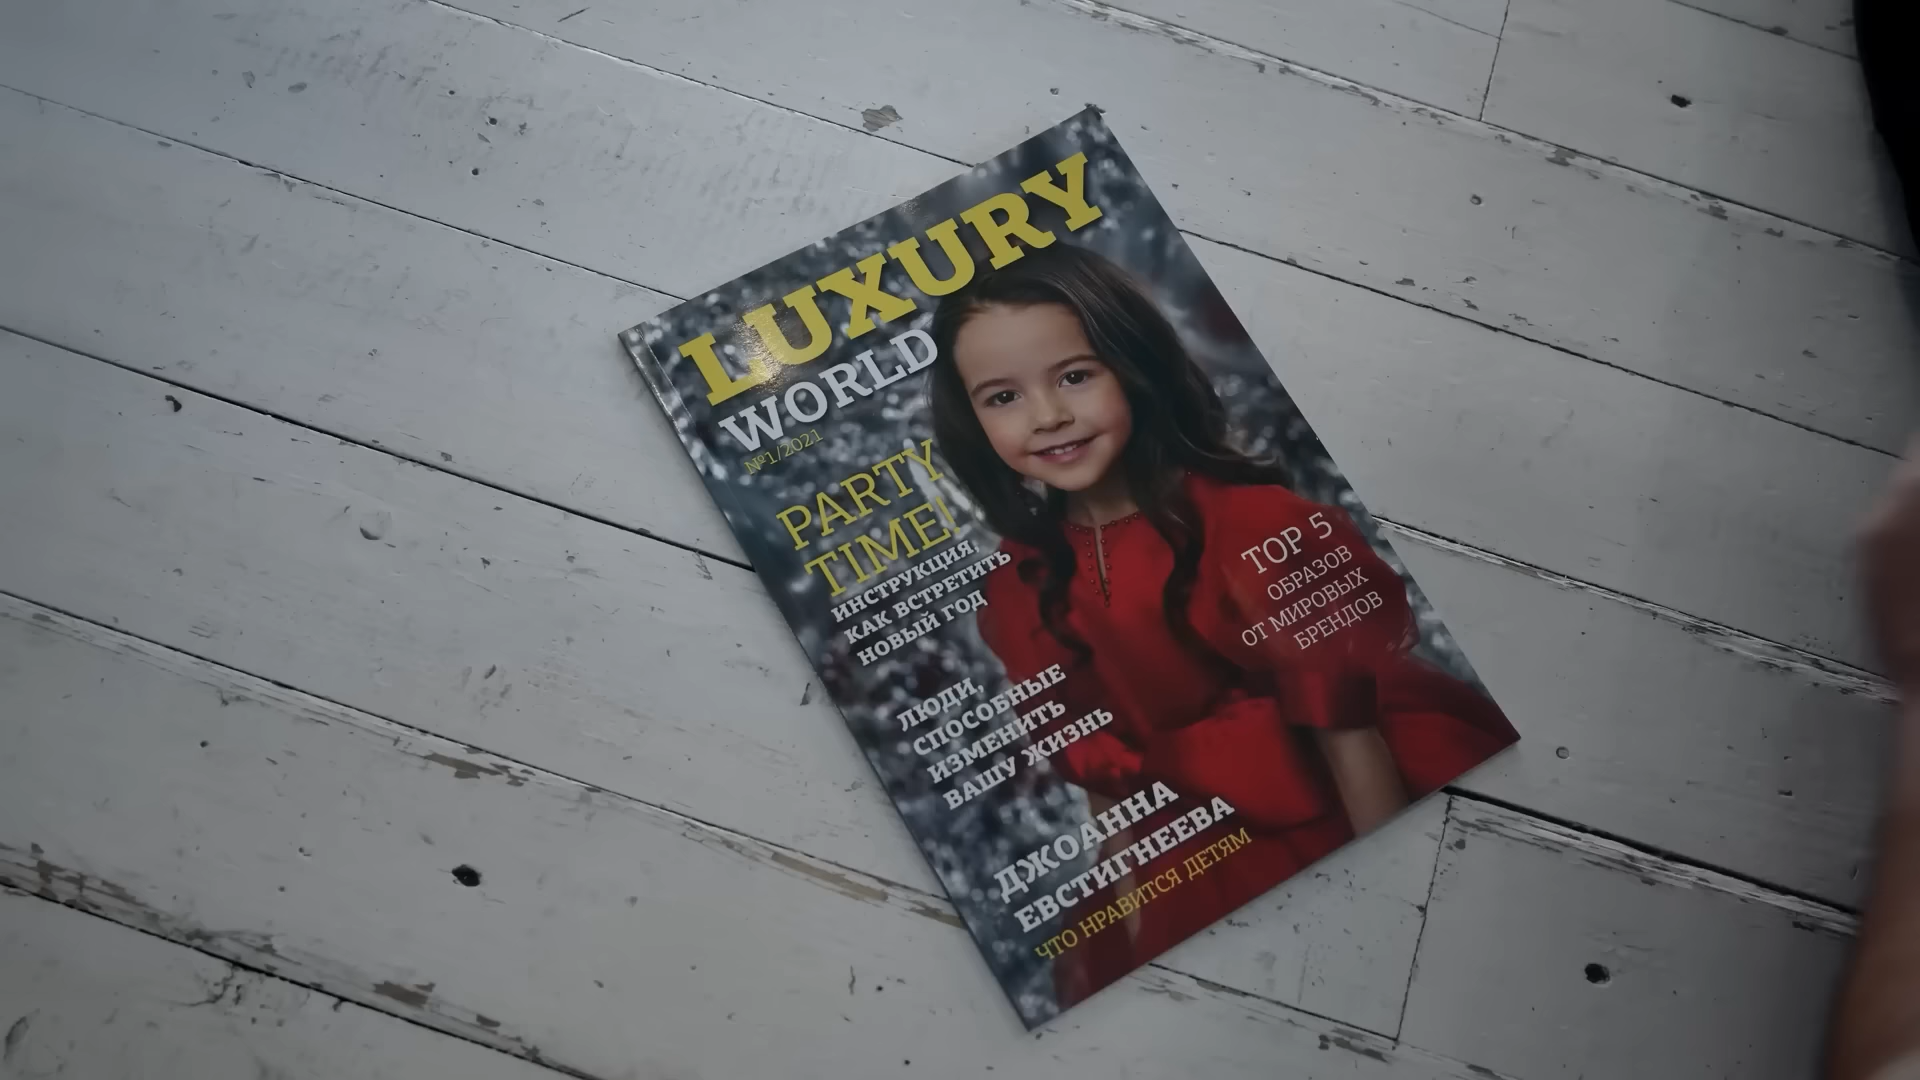 LUXURY
WORLD
№1/2021
PARTY
TIME!
ИНСТРУКЦИЯ,
КАК ВСТРЕТИТЬ
НОВЫЙ ГОД
ЛЮДИ,
СПОСОБНЫЕ
ИЗМЕНИТЬ
ВАШУ ЖИЗНЬ
ДЖОАННА
ЕВСТИГНЕЕВА
ЧТО НРАВИТСЯ ДЕТЯМ
TOP 5
ОБРАЗОВ
ОТ МИРОВЫХ
БРЕНДОВ